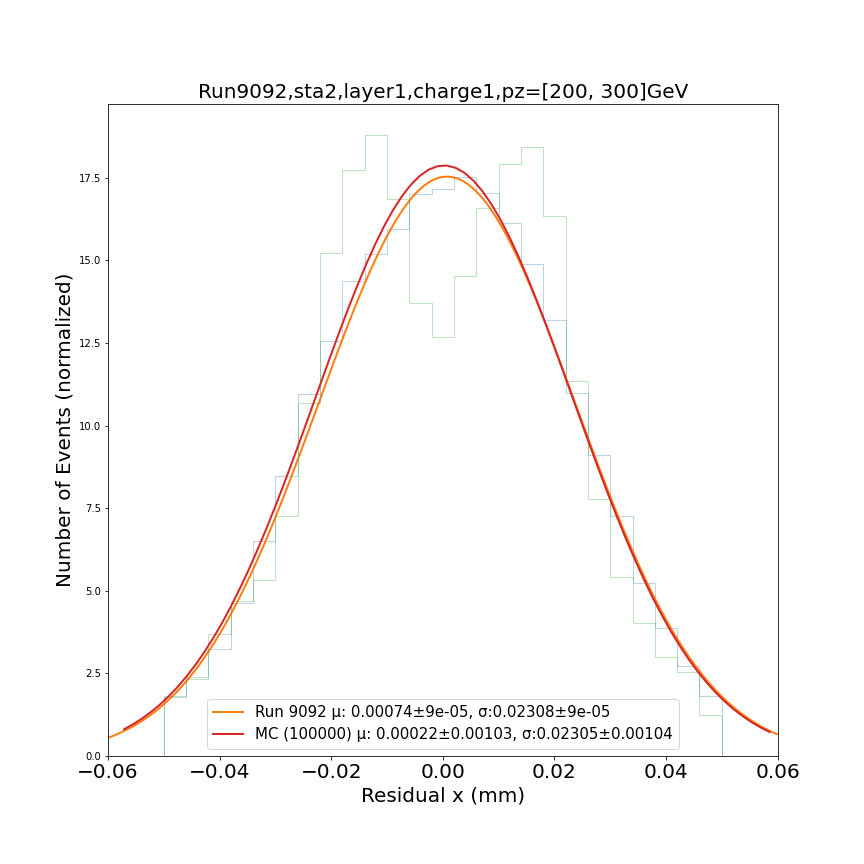 Run9092,sta2,layer1,charge1,pz=[200, 300]GeV
Number of Events (normalized)
17.5
15.0
12.5
10.0
7.5
5.0
2.5
0.0
Run 9092 μ: 0.00074±9e-05, σ:0.02308±9e-05
MC (100000) μ: 0.00022±0.00103, σ:0.02305±0.00104
−0.06 −0.04 −0.02 0.00 0.02 0.04 0.06
Residual x (mm)